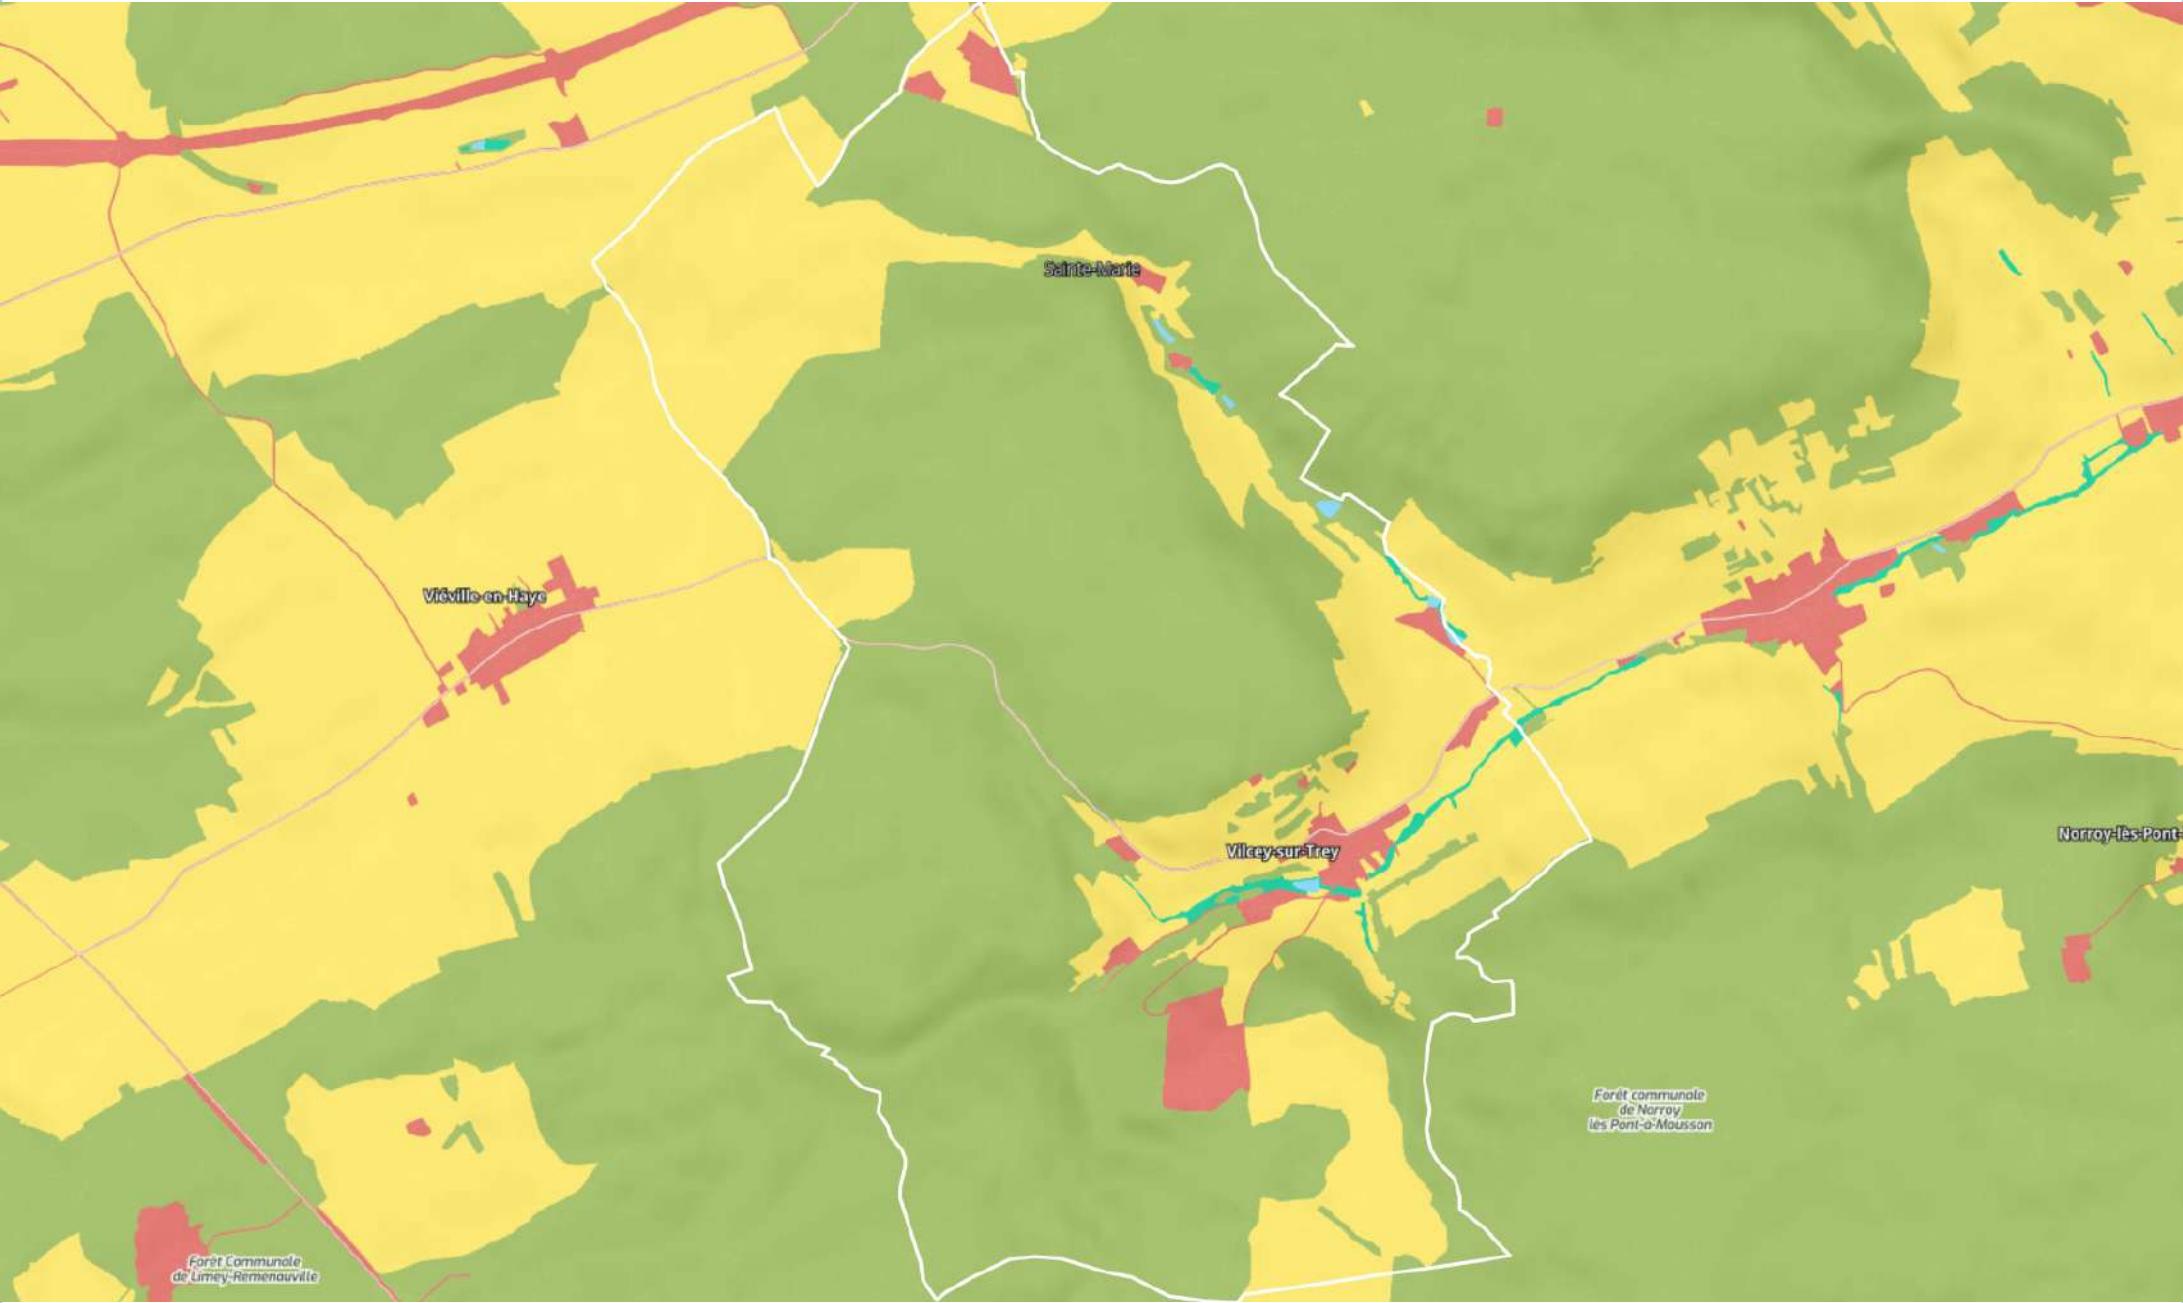 Sainte-Marie
Viéville-en-Haye
Vilcey-sur-Trey
Norroy-lès-Pont-
Forêt communale
de Norroy
lès Pont-à-Mousson
Forêt Communale
de Limey-Remenauville